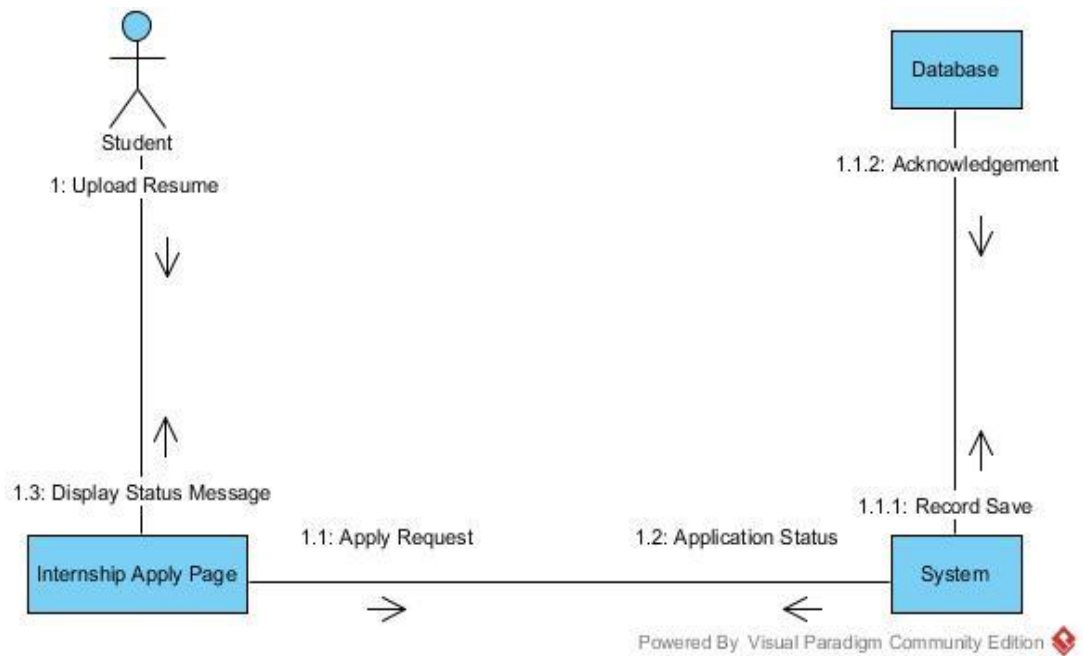 Database
Student
1.1.2: Acknowledgement
1: Upload Resume
1.3: Display Status Message
1.1.1: Record Save
1.1: Apply Request
1.2: Application Status
Internship Apply Page
System
Powered By Visual Paradigm Community Edition